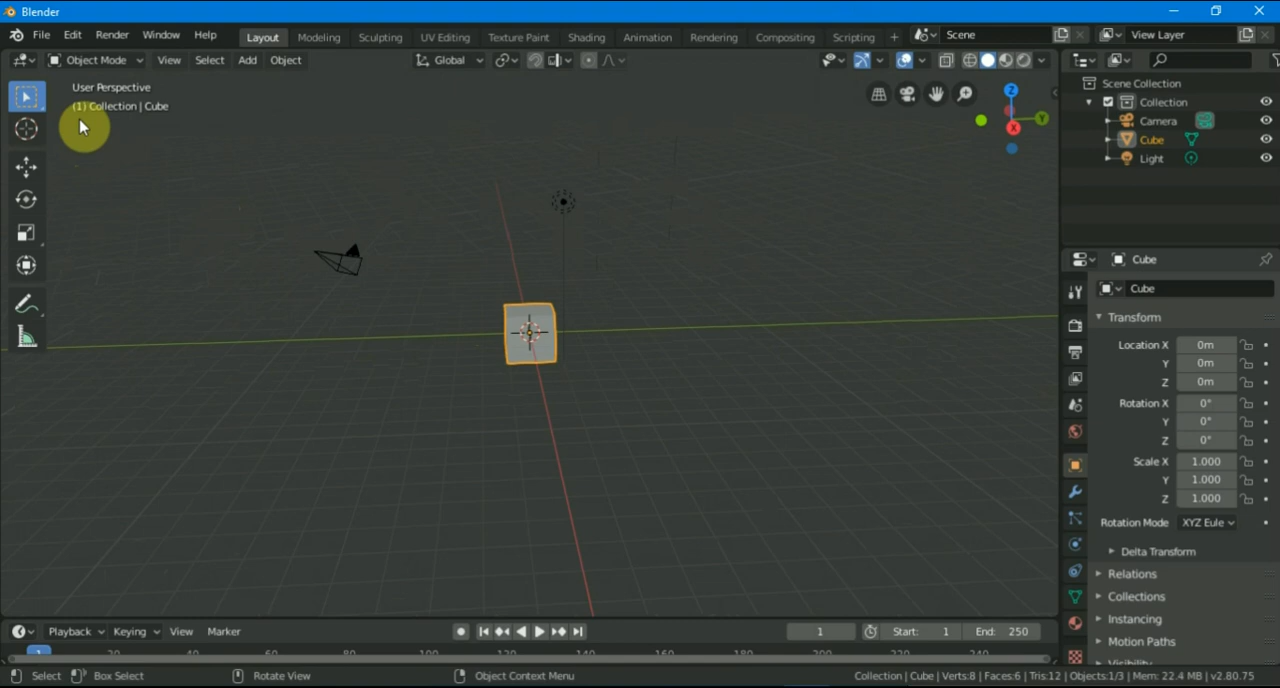 Blender
File Edit Render Window Help Layout Modeling Sculpting UV Editing Texture Paint Shading Animation Rendering Compositing Scripting + Scene View Layer
Object Mode View Select Add Object Global
User Perspective
(1) Collection | Cube
Z
Y
X
Scene Collection
Collection
Camera
Cube
Light
Cube
Cube
Transform
Location X 0m
Y 0m
Z 0m
Rotation X 0°
Y 0°
Z 0°
Scale X 1.000
Y 1.000
Z 1.000
Rotation Mode XYZ Eule
Delta Transform
Relations
Collections
Instancing
Motion Paths
Visibility
Playback Keying View Marker 1 Start: 1 End: 250
1 20 40 60 80 100 120 140 160 180 200 220 240
Select Box Select Rotate View Object Context Menu Collection | Cube | Verts:8 | Faces:6 | Tris:12 | Objects:1/3 | Mem: 22.4 MB | v2.80.75